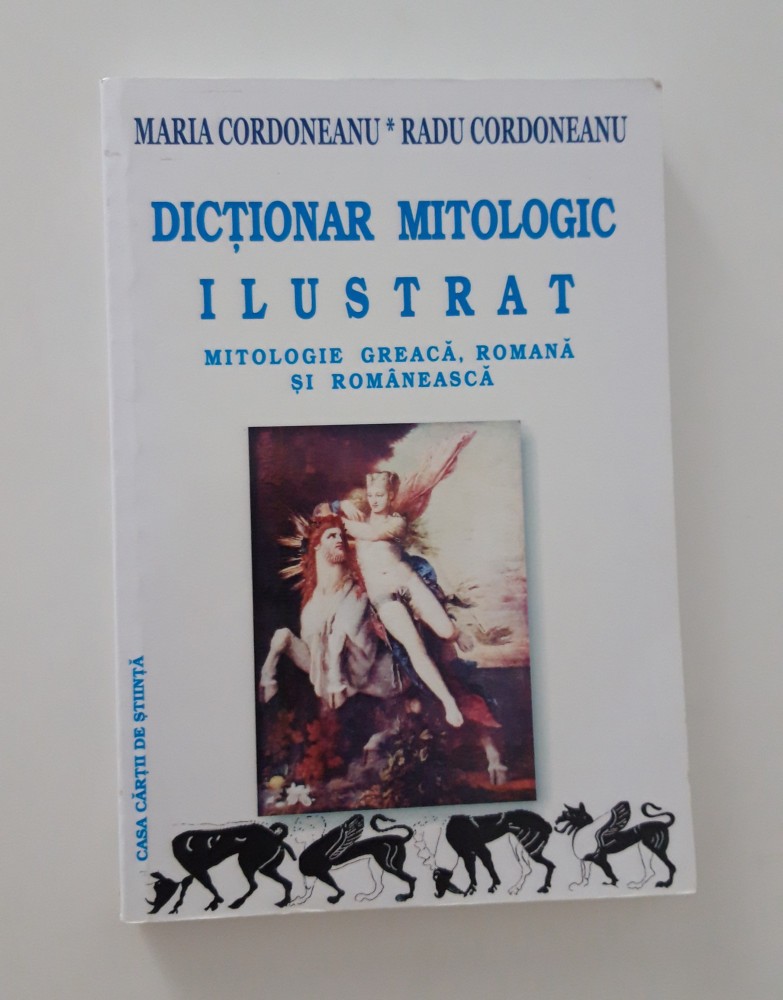 MARIA CORDONEANU * RADU CORDONEANU
DICȚIONAR MITOLOGIC
ILUSTRAT
MITOLOGIE GREACĂ, ROMANĂ
ȘI ROMÂNEASCĂ
CASA CĂRȚII DE ȘTIINȚĂ